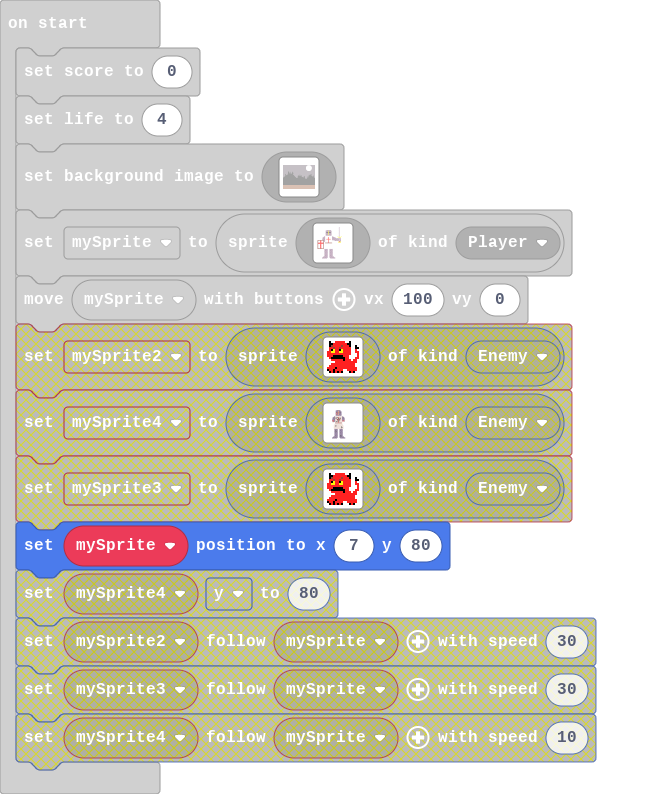 on start
set score to 0
set life to 4
set background image to
set mySprite to sprite of kind Player
move mySprite with buttons vx 100 vy 0
set mySprite2 to sprite of kind Enemy
set mySprite4 to sprite of kind Enemy
set mySprite3 to sprite of kind Enemy
set mySprite position to x 7 y 80
set mySprite4 y to 80
set mySprite2 follow mySprite with speed 30
set mySprite3 follow mySprite with speed 30
set mySprite4 follow mySprite with speed 10